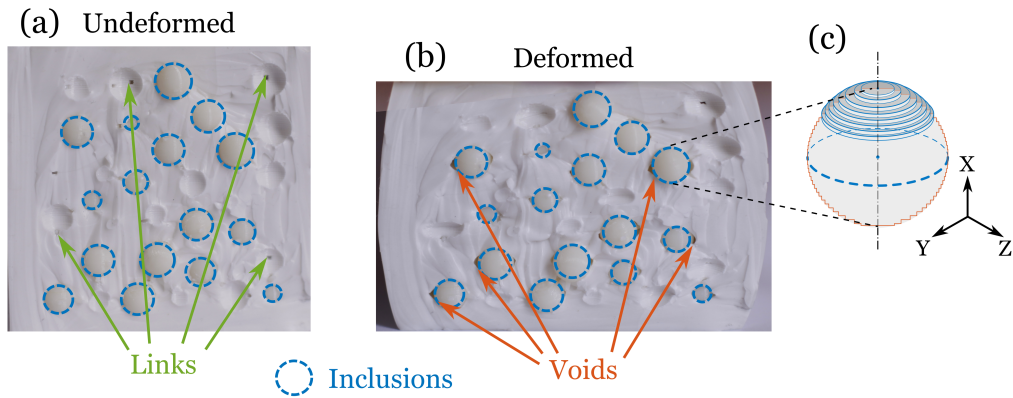 (a) Undeformed
(b) Deformed
(c)
X
Y
Z
Links
Voids
Inclusions